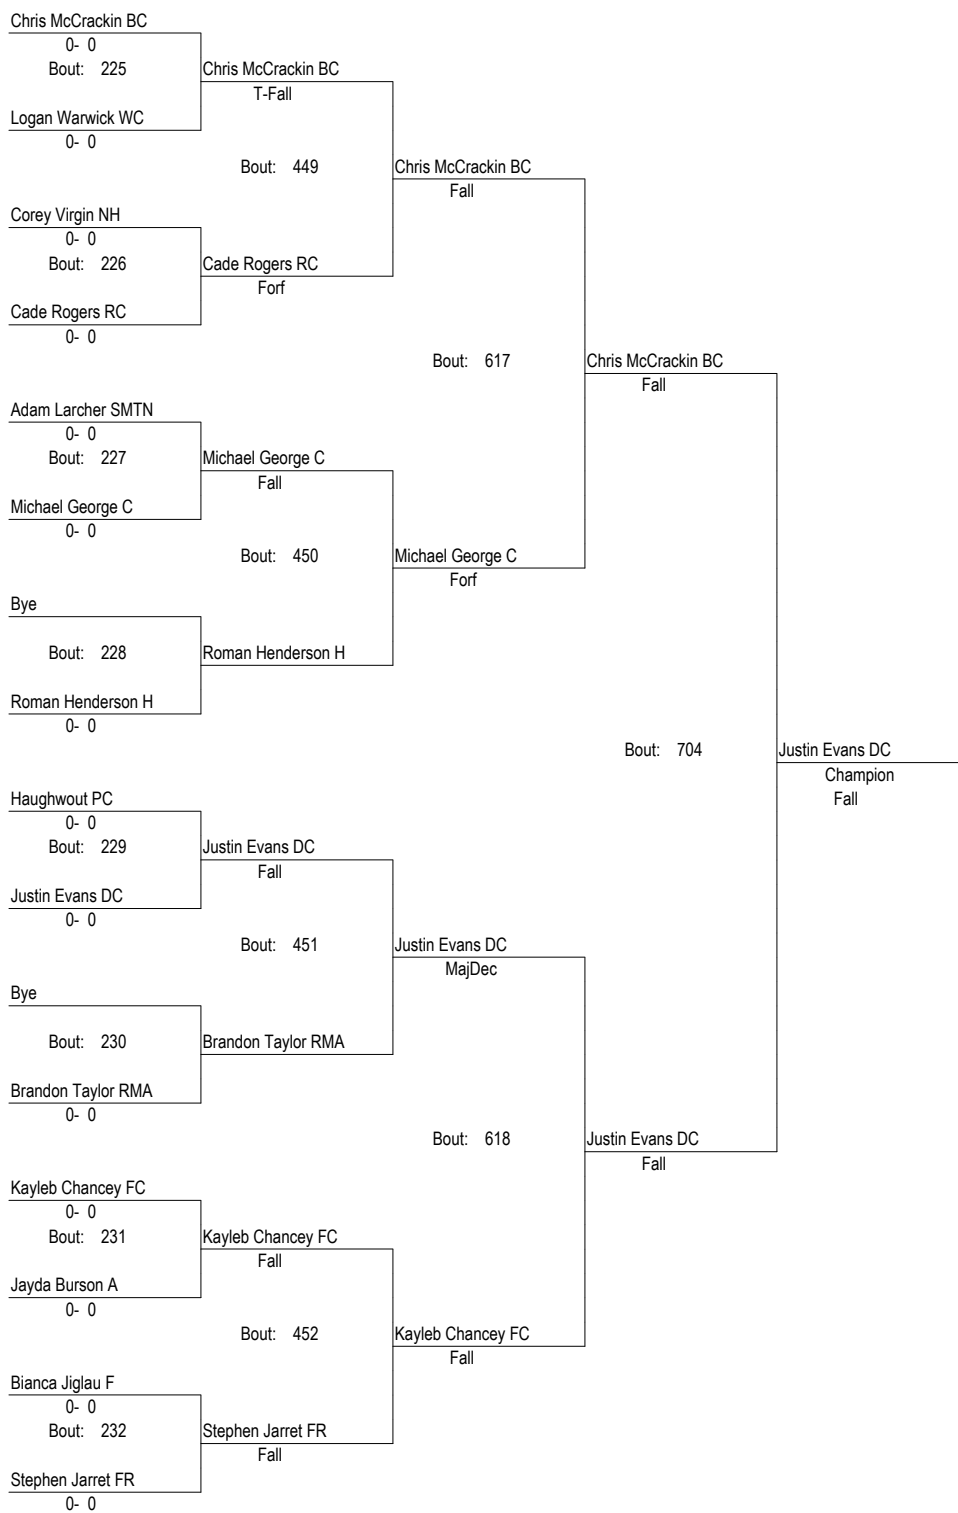 Chris McCrackin BC
0- 0
Bout: 225
Chris McCrackin BC
T-Fall
Logan Warwick WC
0- 0
Bout: 449
Chris McCrackin BC
Fall
Corey Virgin NH
0- 0
Bout: 226
Cade Rogers RC
Forf
Cade Rogers RC
0- 0
Bout: 617
Chris McCrackin BC
Fall
Adam Larcher SMTN
0- 0
Bout: 227
Michael George C
Fall
Michael George C
0- 0
Bout: 450
Michael George C
Forf
Bye
Bout: 228
Roman Henderson H
Roman Henderson H
0- 0
Bout: 704
Justin Evans DC
Champion
Fall
Haughwout PC
0- 0
Bout: 229
Justin Evans DC
Fall
Justin Evans DC
0- 0
Bout: 451
Justin Evans DC
MajDec
Bye
Bout: 230
Brandon Taylor RMA
Brandon Taylor RMA
0- 0
Bout: 618
Justin Evans DC
Fall
Kayleb Chancey FC
0- 0
Bout: 231
Kayleb Chancey FC
Fall
Jayda Burson A
0- 0
Bout: 452
Kayleb Chancey FC
Fall
Bianca Jiglau F
0- 0
Bout: 232
Stephen Jarret FR
Fall
Stephen Jarret FR
0- 0